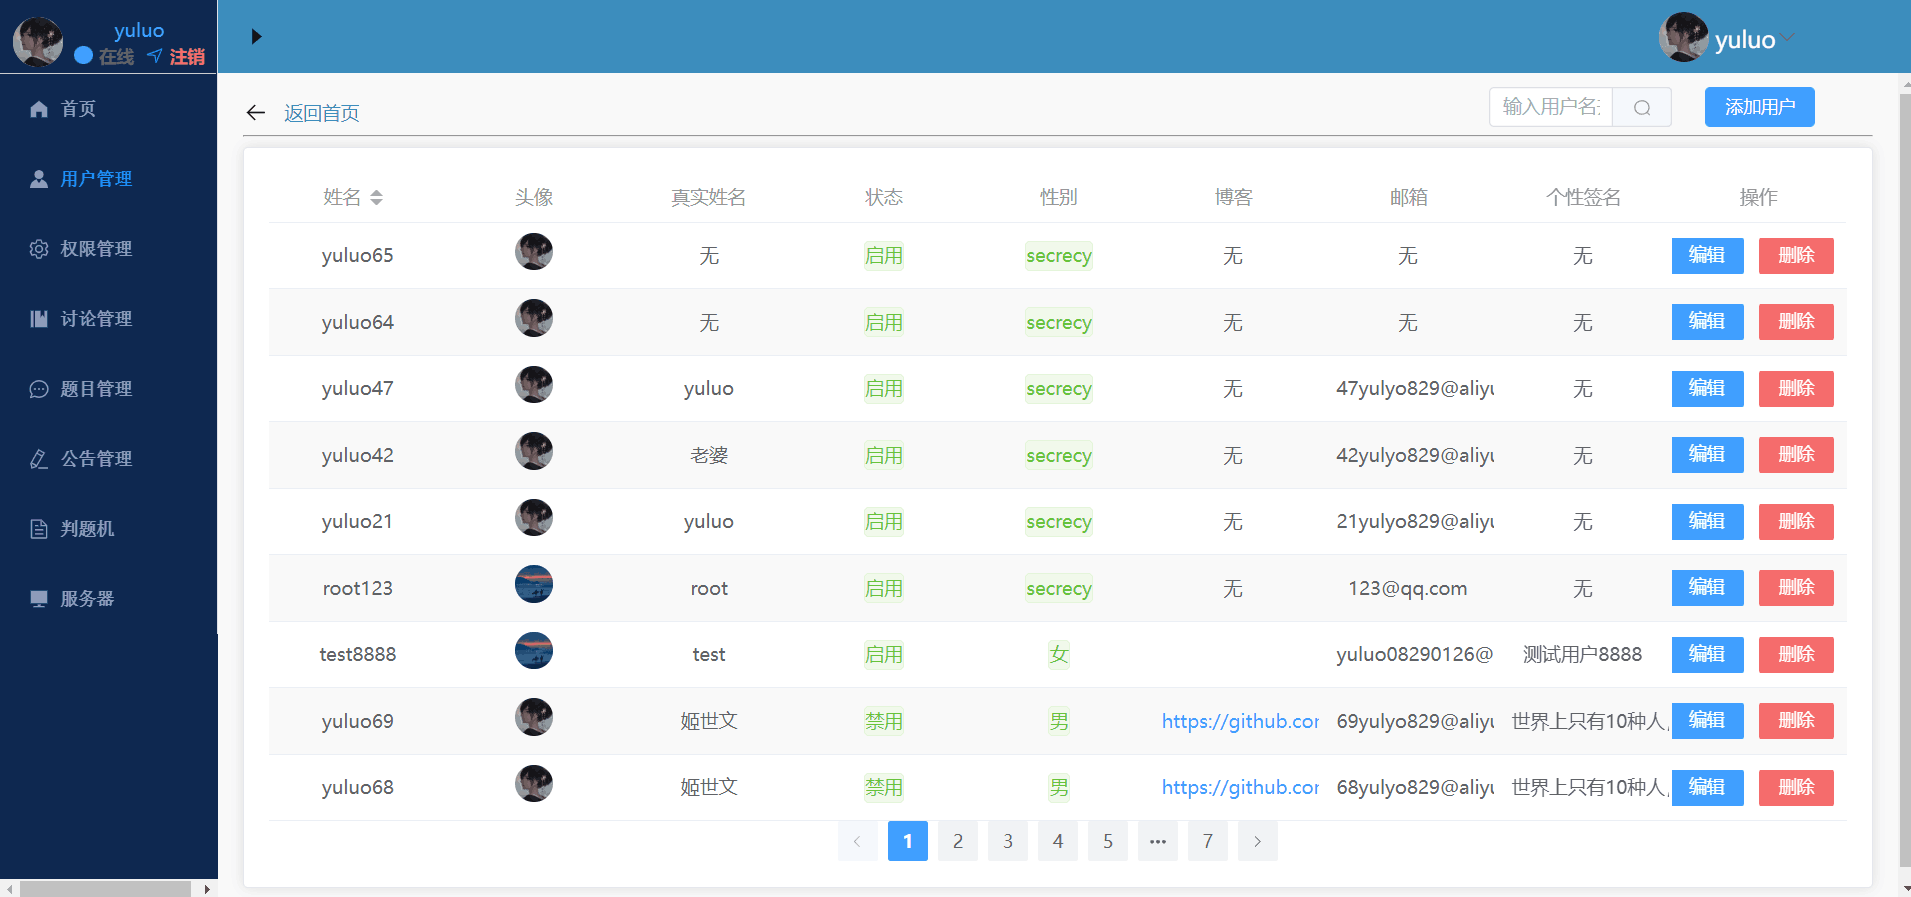 yuluo
在线 注销
yuluo
首页
用户管理
权限管理
讨论管理
题目管理
公告管理
判题机
服务器
返回首页
输入用户名
添加用户
姓名 头像 真实姓名 状态 性别 博客 邮箱 个性签名 操作
yuluo65 无 启用 secrecy 无 无 无 编辑 删除
yuluo64 无 启用 secrecy 无 无 无 编辑 删除
yuluo47 yuluo 启用 secrecy 无 47yulyo829@aliyu 无 编辑 删除
yuluo42 老婆 启用 secrecy 无 42yulyo829@aliyu 无 编辑 删除
yuluo21 yuluo 启用 secrecy 无 21yulyo829@aliyu 无 编辑 删除
root123 root 启用 secrecy 无 123@qq.com 无 编辑 删除
test8888 test 启用 女 yuluo08290126@ 测试用户8888 编辑 删除
yuluo69 姬世文 禁用 男 https://github.cor 69yulyo829@aliyu 世界上只有10种人, 编辑 删除
yuluo68 姬世文 禁用 男 https://github.cor 68yulyo829@aliyu 世界上只有10种人, 编辑 删除
1 2 3 4 5 ••• 7